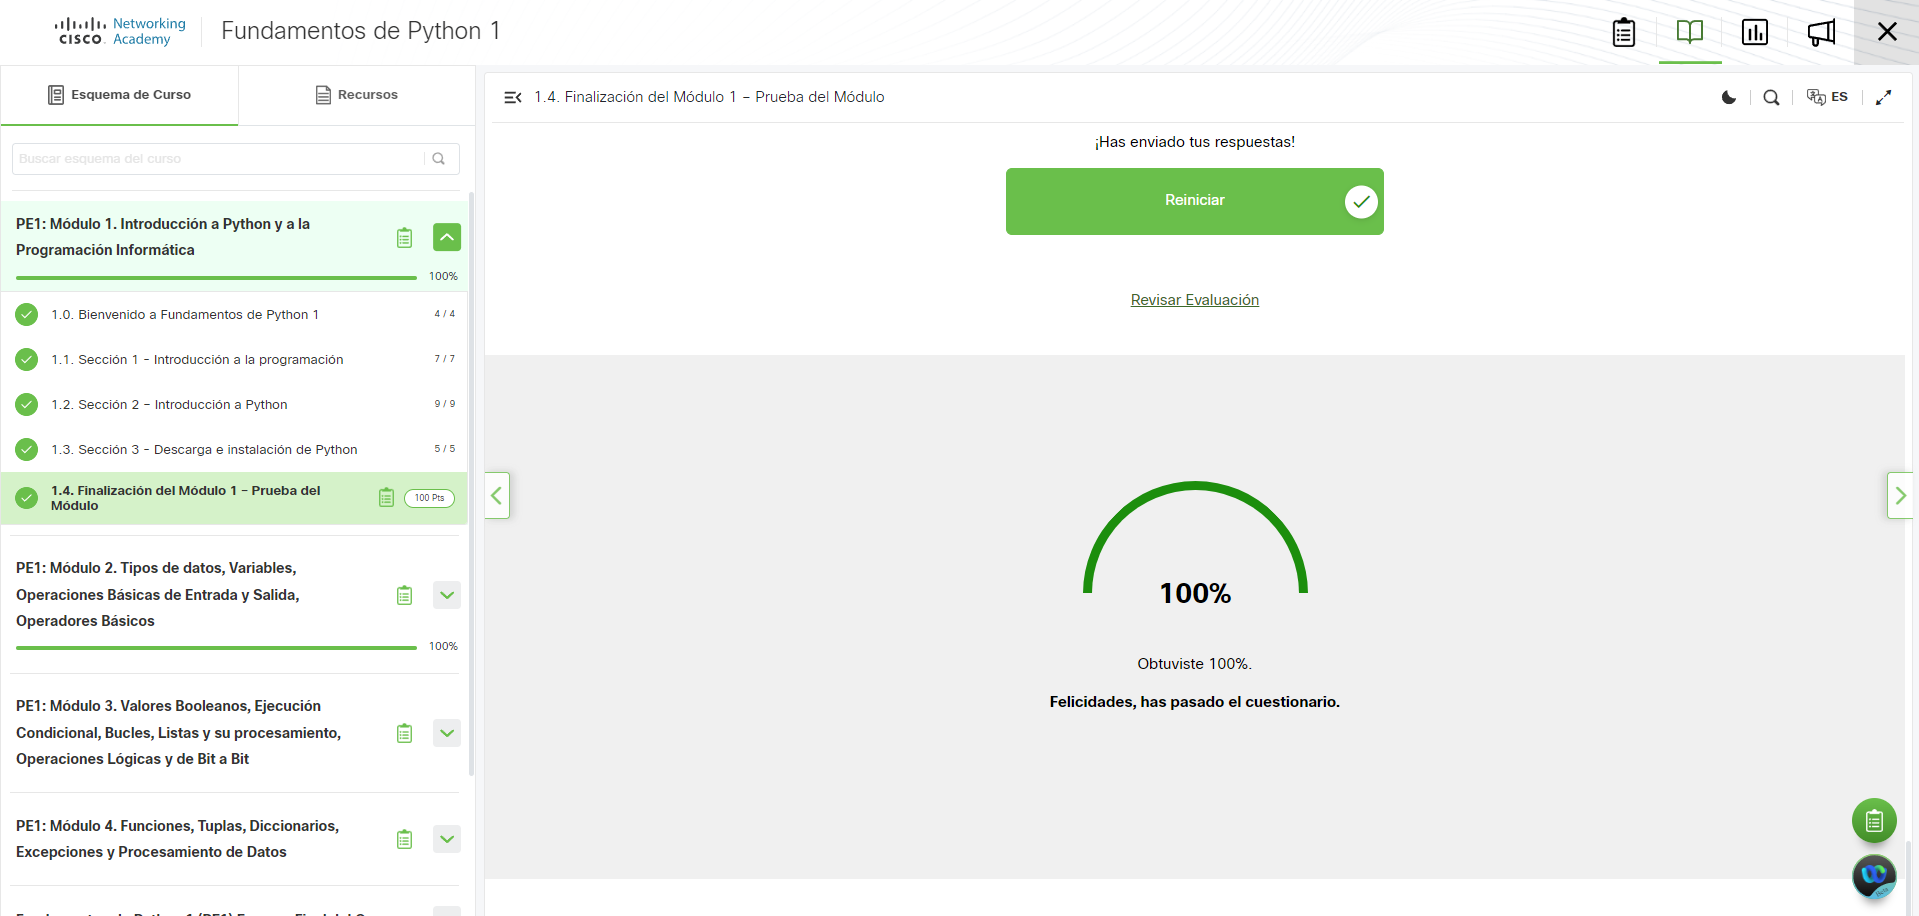 CISCO Networking Academy
Fundamentos de Python 1
Esquema de Curso
Recursos
Buscar esquema del curso
PE1: Módulo 1. Introducción a Python y a la
Programación Informática
100%
1.0. Bienvenido a Fundamentos de Python 1
4 / 4
1.1. Sección 1 - Introducción a la programación
7 / 7
1.2. Sección 2 – Introducción a Python
9 / 9
1.3. Sección 3 - Descarga e instalación de Python
5 / 5
1.4. Finalización del Módulo 1 – Prueba del
Módulo
100 Pts
PE1: Módulo 2. Tipos de datos, Variables,
Operaciones Básicas de Entrada y Salida,
Operadores Básicos
100%
PE1: Módulo 3. Valores Booleanos, Ejecución
Condicional, Bucles, Listas y su procesamiento,
Operaciones Lógicas y de Bit a Bit
PE1: Módulo 4. Funciones, Tuplas, Diccionarios,
Excepciones y Procesamiento de Datos
1.4. Finalización del Módulo 1 – Prueba del Módulo
ES
¡Has enviado tus respuestas!
Reiniciar
Revisar Evaluación
100%
Obtuviste 100%.
Felicidades, has pasado el cuestionario.